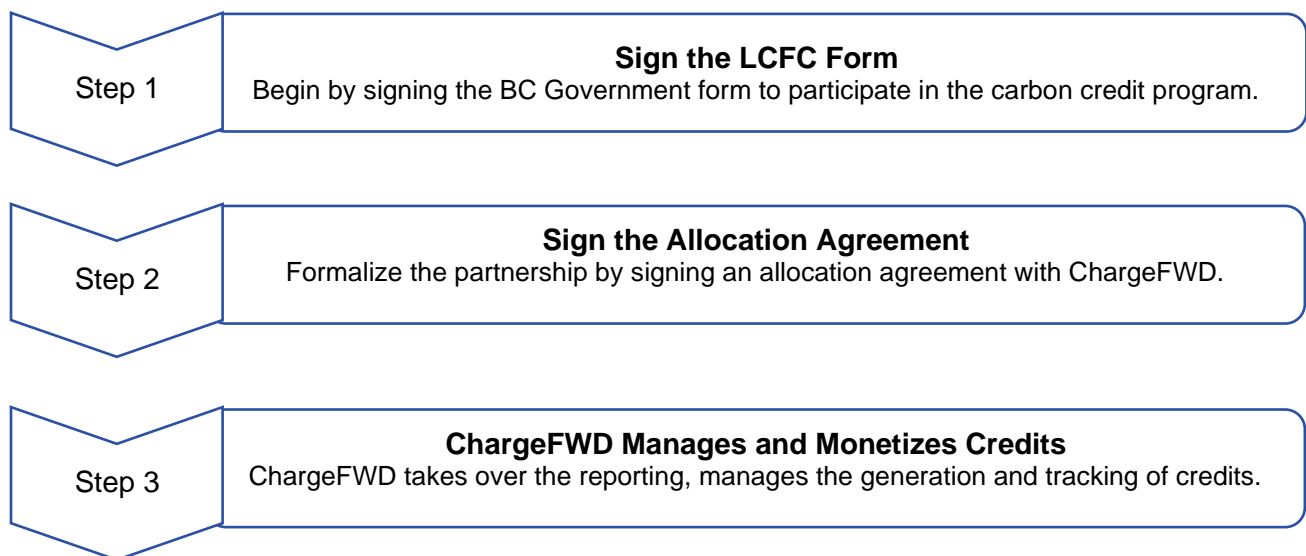 Step 1
Sign the LCFC Form
Begin by signing the BC Government form to participate in the carbon credit program.
Step 2
Sign the Allocation Agreement
Formalize the partnership by signing an allocation agreement with ChargeFWD.
Step 3
ChargeFWD Manages and Monetizes Credits
ChargeFWD takes over the reporting, manages the generation and tracking of credits.